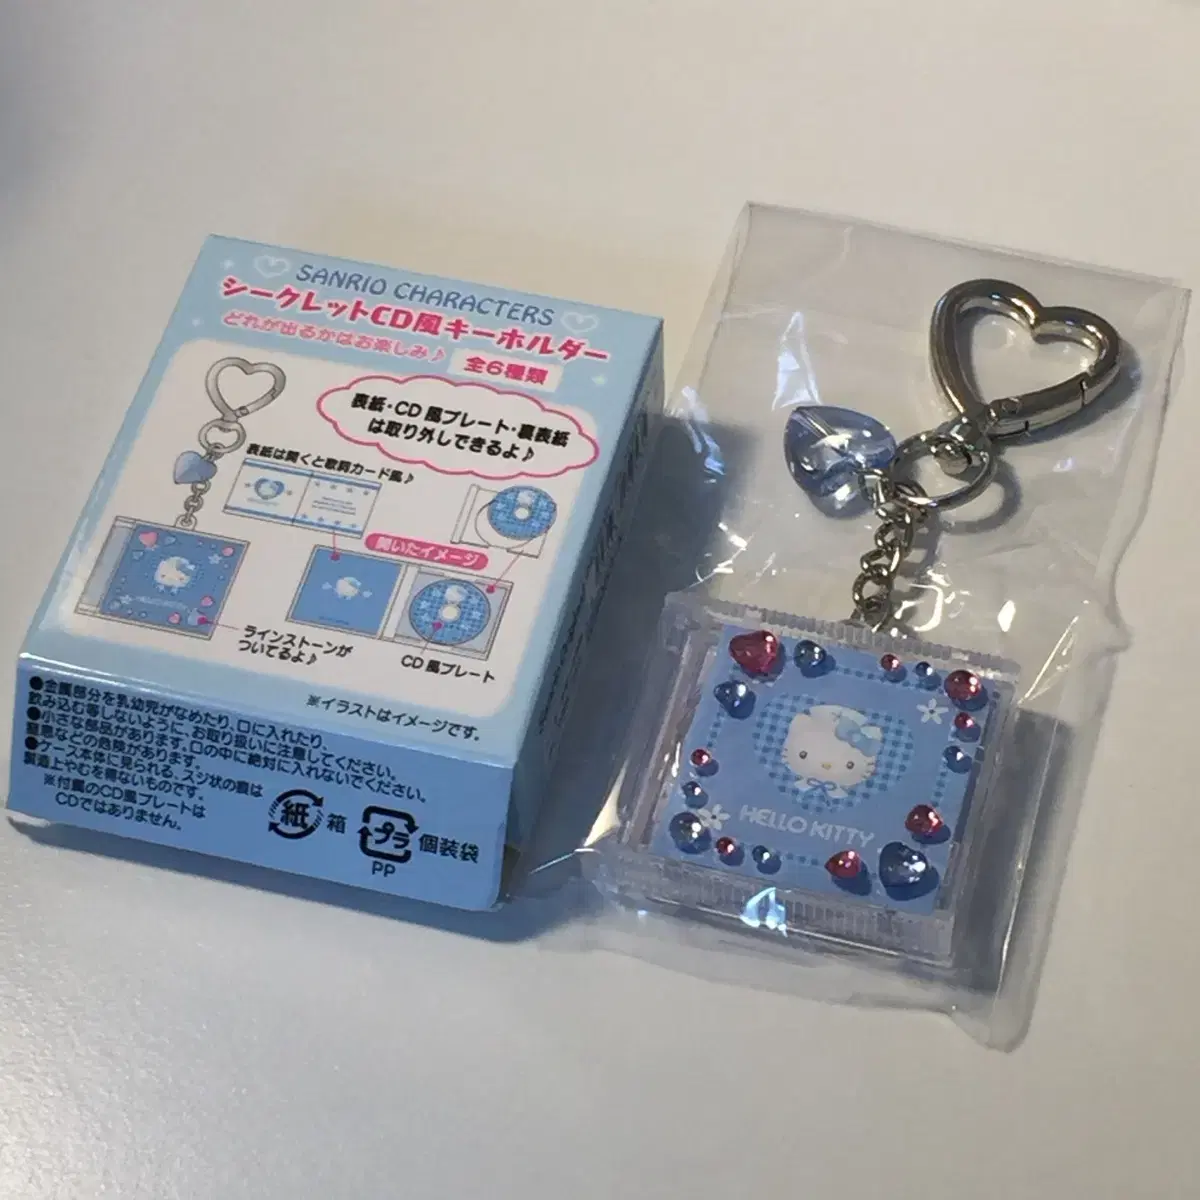 SANRIO CHARACTERS
シークレットCD風キーホルダー
どれが出るかはお楽しみ♪
全6種類
表紙・CD風プレート・裏表紙
は取り外しできるよ♪
表紙は開くと歌詞カード風♪
開いたイメージ
ラインストーンが
ついてるよ♪
CD風プレート
※イラストはイメージです。
●金属部分を乳幼児がなめたり、口に入れたり、
飲み込む等しないように、お取り扱いに注意してください。
●小さな部品があります。口の中に絶対に入れないでください。
窒息などの危険があります。
●ケース本体に見られる、スジ状の痕は
製造上やむを得ないものです。
※付属のCD風プレートは
CDではありません。
紙
箱
プラ
個装袋
PP
HELLO KITTY
HELLO KITTY